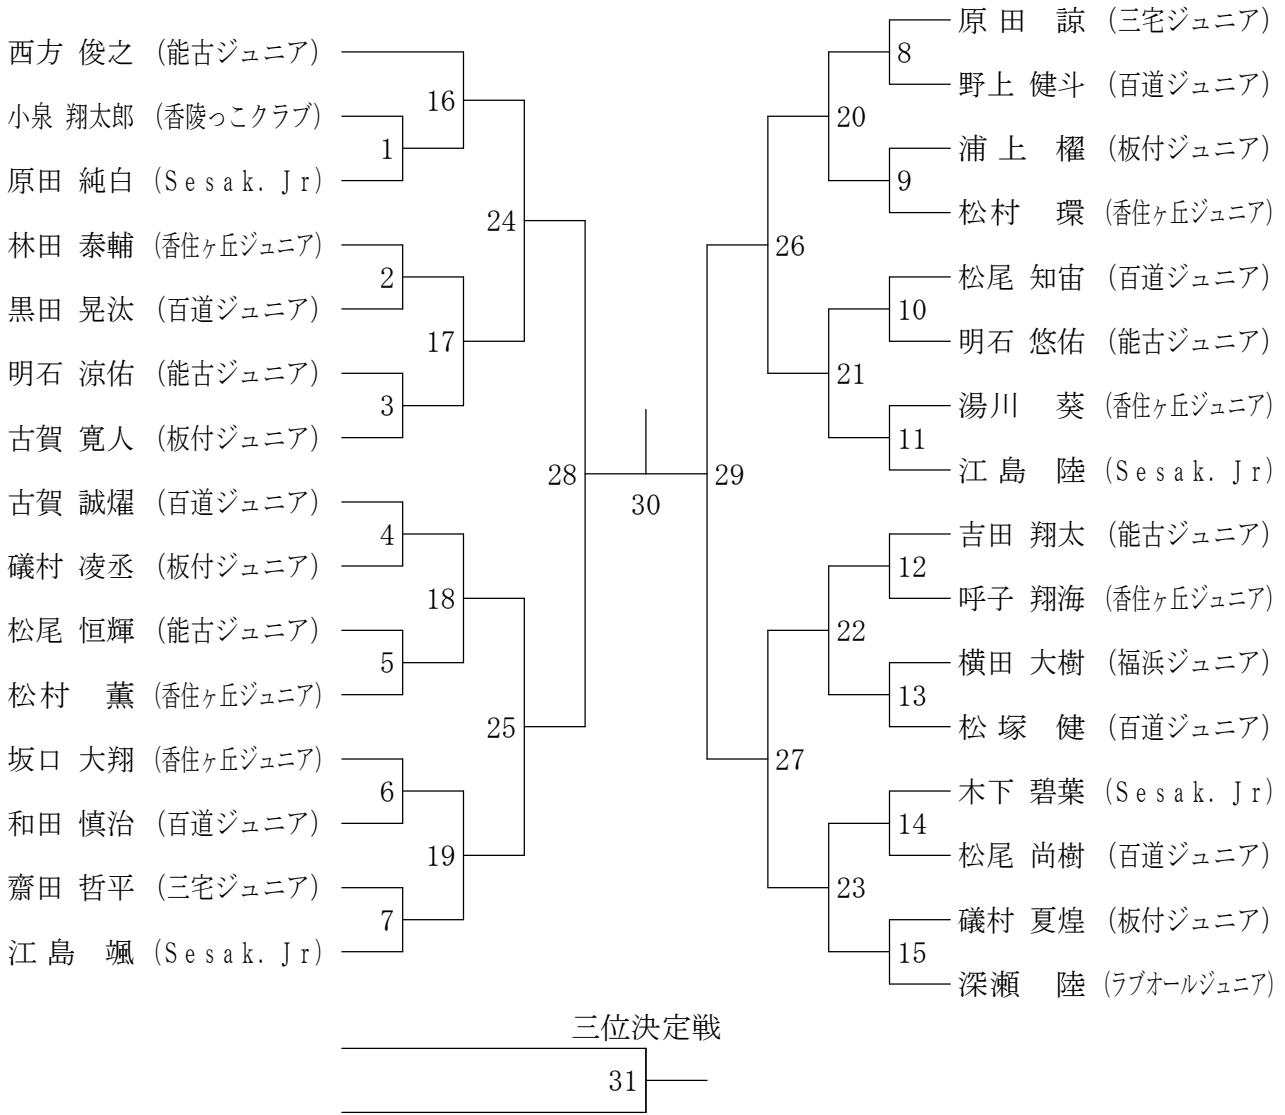 西方 俊之 (能古ジュニア)
小泉 翔太郎 (香陵っこクラブ)
原田 純白 (Sesak. Jr)
林田 泰輔 (香住ヶ丘ジュニア)
黒田 晃汰 (百道ジュニア)
明石 涼佑 (能古ジュニア)
古賀 寛人 (板付ジュニア)
古賀 誠燿 (百道ジュニア)
礒村 凌丞 (板付ジュニア)
松尾 恒輝 (能古ジュニア)
松村 薫 (香住ヶ丘ジュニア)
坂口 大翔 (香住ヶ丘ジュニア)
和田 慎治 (百道ジュニア)
齋田 哲平 (三宅ジュニア)
江島 颯 (Sesak. Jr)
1
2
3
4
5
6
7
16
17
18
19
24
25
28
30
29
26
27
20
21
22
23
8
9
10
11
12
13
14
15
原田 諒 (三宅ジュニア)
野上 健斗 (百道ジュニア)
浦上 櫂 (板付ジュニア)
松村 環 (香住ヶ丘ジュニア)
松尾 知宙 (百道ジュニア)
明石 悠佑 (能古ジュニア)
湯川 葵 (香住ヶ丘ジュニア)
江島 陸 (Sesak. Jr)
吉田 翔太 (能古ジュニア)
呼子 翔海 (香住ヶ丘ジュニア)
横田 大樹 (福浜ジュニア)
松塚 健 (百道ジュニア)
木下 碧葉 (Sesak. Jr)
松尾 尚樹 (百道ジュニア)
礒村 夏煌 (板付ジュニア)
深瀬 陸 (ラブオールジュニア)
三位決定戦
31